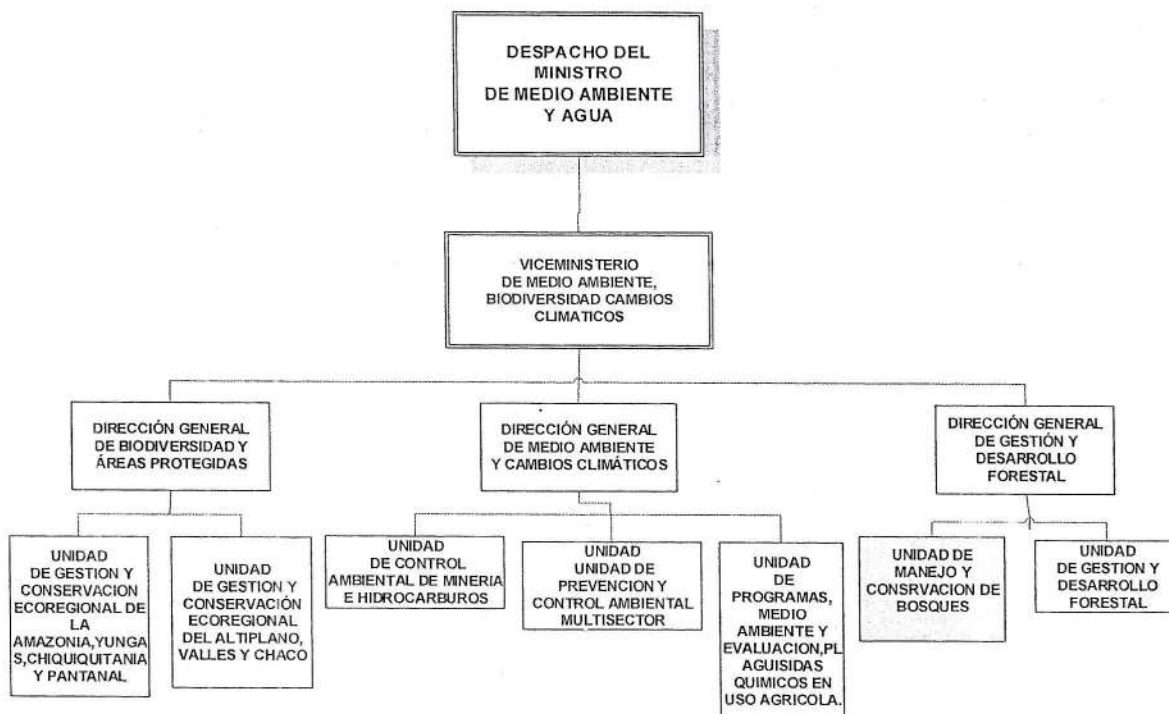 DESPACHO DEL
MINISTRO
DE MEDIO AMBIENTE
Y AGUA
VICEMINISTERIO
DE MEDIO AMBIENTE,
BIODIVERSIDAD CAMBIOS
CLIMATICOS
DIRECCIÓN GENERAL
DE BIODIVERSIDAD Y
ÁREAS PROTEGIDAS
DIRECCIÓN GENERAL
DE MEDIO AMBIENTE
Y CAMBIOS CLIMÁTICOS
DIRECCIÓN GENERAL
DE GESTIÓN Y
DESARROLLO
FORESTAL
UNIDAD
DE GESTION Y
CONSERVACION
ECOREGIONAL DE
LA
AMAZONIA,YUNGA
S,CHIQUIQUITANIA
Y PANTANAL
UNIDAD
DE GESTION Y
CONSERVACIÓN
ECOREGIONAL
DEL ALTIPLANO,
VALLES Y CHACO
UNIDAD
DE CONTROL
AMBIENTAL DE MINERIA
E HIDROCARBUROS
UNIDAD
UNIDAD DE
PREVENCION Y
CONTROL AMBIENTAL
MULTISECTOR
UNIDAD
DE
PROGRAMAS,
MEDIO
AMBIENTE Y
EVALUACION,PL
AGUISIDAS
QUIMICOS EN
USO AGRICOLA.
UNIDAD DE
MANEJO Y
CONSRVACION DE
BOSQUES
UNIDAD
DE GESTION Y
DESARROLLO
FORESTAL